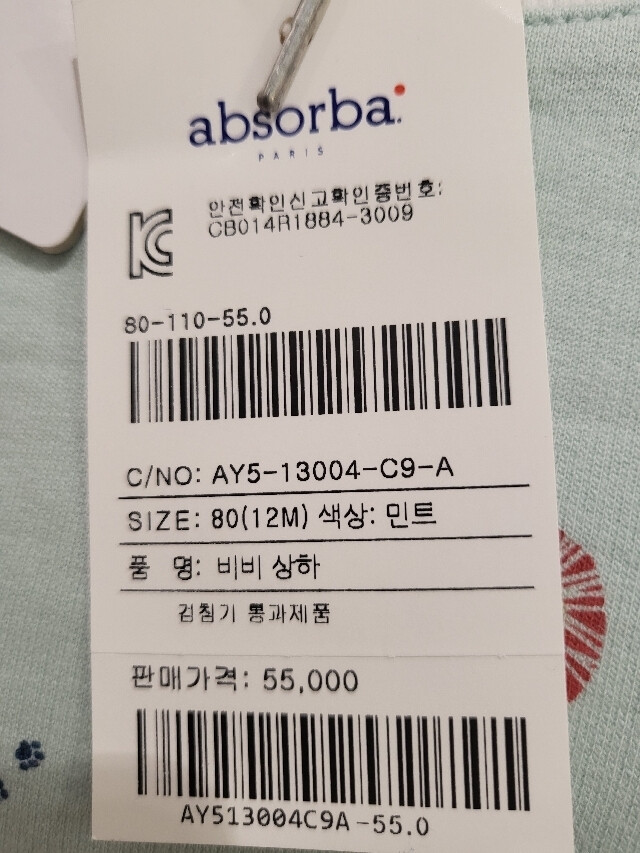 absorba.
PARIS
안전확인신고확인증번호:
CB014R1884-3009
80-110-55.0
C/NO: AY5-13004-C9-A
SIZE: 80(12M) 색상: 민트
품 명: 비비 상하
검침기 통과제품
판매가격: 55,000
AY513004C9A-55.0